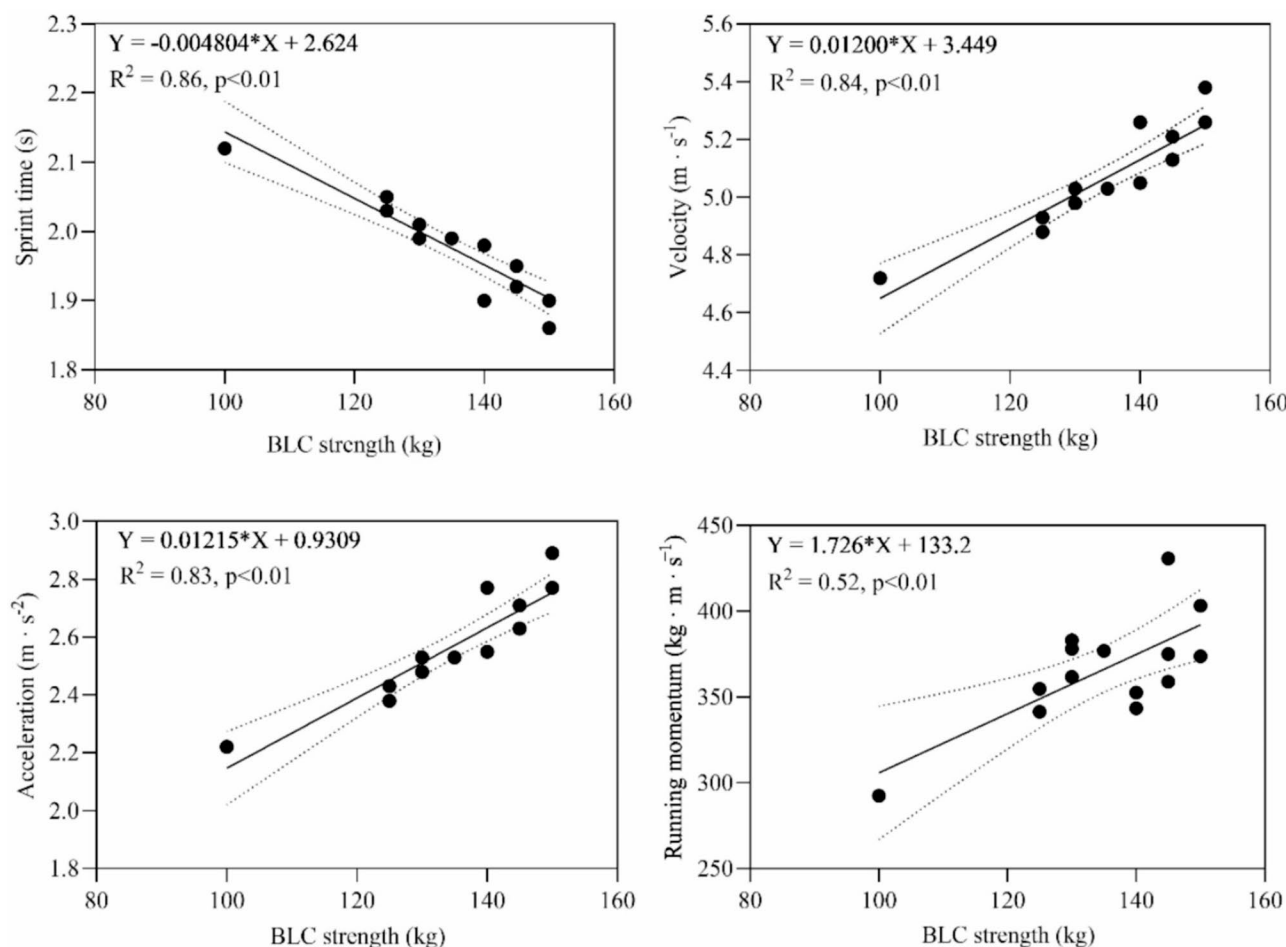 Y = -0.004804*X + 2.624
R² = 0.86, p<0.01
Sprint time (s)
2.3
2.2
2.1
2.0
1.9
1.8
80
100
120
140
160
BLC strength (kg)
Y = 0.01200*X + 3.449
R² = 0.84, p<0.01
Velocity (m · s⁻¹)
5.6
5.4
5.2
5.0
4.8
4.6
4.4
80
100
120
140
160
BLC strength (kg)
Y = 0.01215*X + 0.9309
R² = 0.83, p<0.01
Acceleration (m · s⁻²)
3.0
2.8
2.6
2.4
2.2
2.0
1.8
80
100
120
140
160
BLC strength (kg)
Y = 1.726*X + 133.2
R² = 0.52, p<0.01
Running momentum (kg · m · s⁻¹)
450
400
350
300
250
80
100
120
140
160
BLC strength (kg)